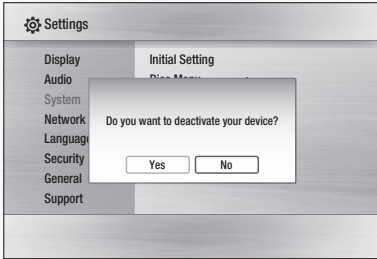 Settings
Display
Initial Setting
Audio
System
Network
Do you want to deactivate your device?
Language
Security
Yes
No
General
Support